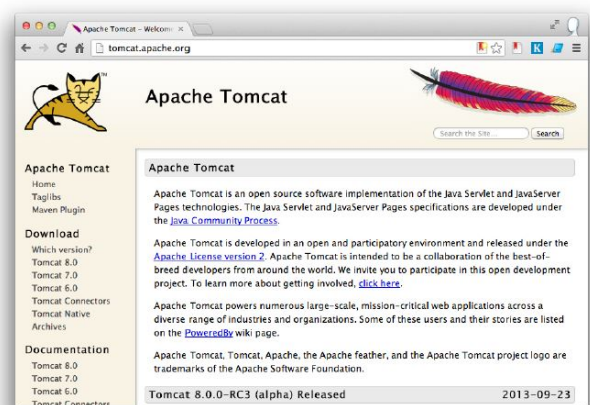 Apache Tomcat - Welcome
tomcat.apache.org
K
TM
Apache Tomcat
Search the Site...
Search
Apache Tomcat
Home
Taglibs
Maven Plugin
Download
Which version?
Tomcat 8.0
Tomcat 7.0
Tomcat 6.0
Tomcat Connectors
Tomcat Native
Archives
Documentation
Tomcat 8.0
Tomcat 7.0
Tomcat 6.0
Tomcat Connectors
Apache Tomcat
Apache Tomcat is an open source software implementation of the Java Servlet and JavaServer
Pages technologies. The Java Servlet and JavaServer Pages specifications are developed under
the Java Community Process.
Apache Tomcat is developed in an open and participatory environment and released under the
Apache License version 2. Apache Tomcat is intended to be a collaboration of the best-of-
breed developers from around the world. We invite you to participate in this open development
project. To learn more about getting involved, click here.
Apache Tomcat powers numerous large-scale, mission-critical web applications across a
diverse range of industries and organizations. Some of these users and their stories are listed
on the PoweredBy wiki page.
Apache Tomcat, Tomcat, Apache, the Apache feather, and the Apache Tomcat project logo are
trademarks of the Apache Software Foundation.
Tomcat 8.0.0-RC3 (alpha) Released 2013-09-23